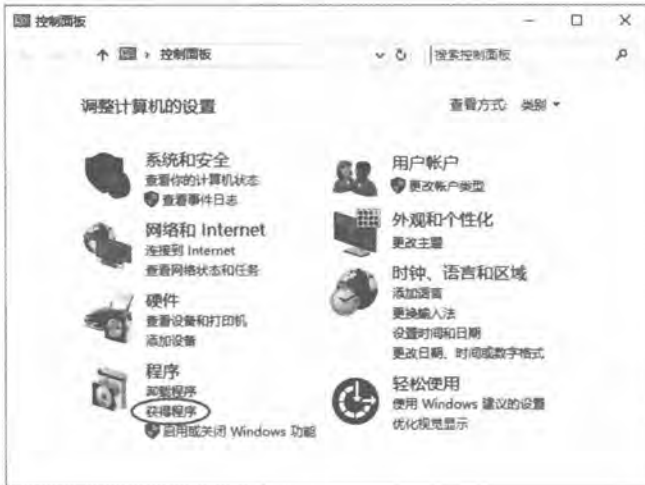 控制面板
控制面板
搜索控制面板
调整计算机的设置
查看方式: 类别
系统和安全
查看你的计算机状态
查看事件日志
网络和 Internet
连接到 Internet
查看网络状态和任务
硬件
查看设备和打印机
添加设备
程序
卸载程序
获得程序
启用或关闭 Windows 功能
用户帐户
更改帐户类型
外观和个性化
更改主题
时钟、语言和区域
添加语言
更换输入法
设置时间和日期
更改日期、时间或数字格式
轻松使用
使用 Windows 建议的设置
优化视觉显示